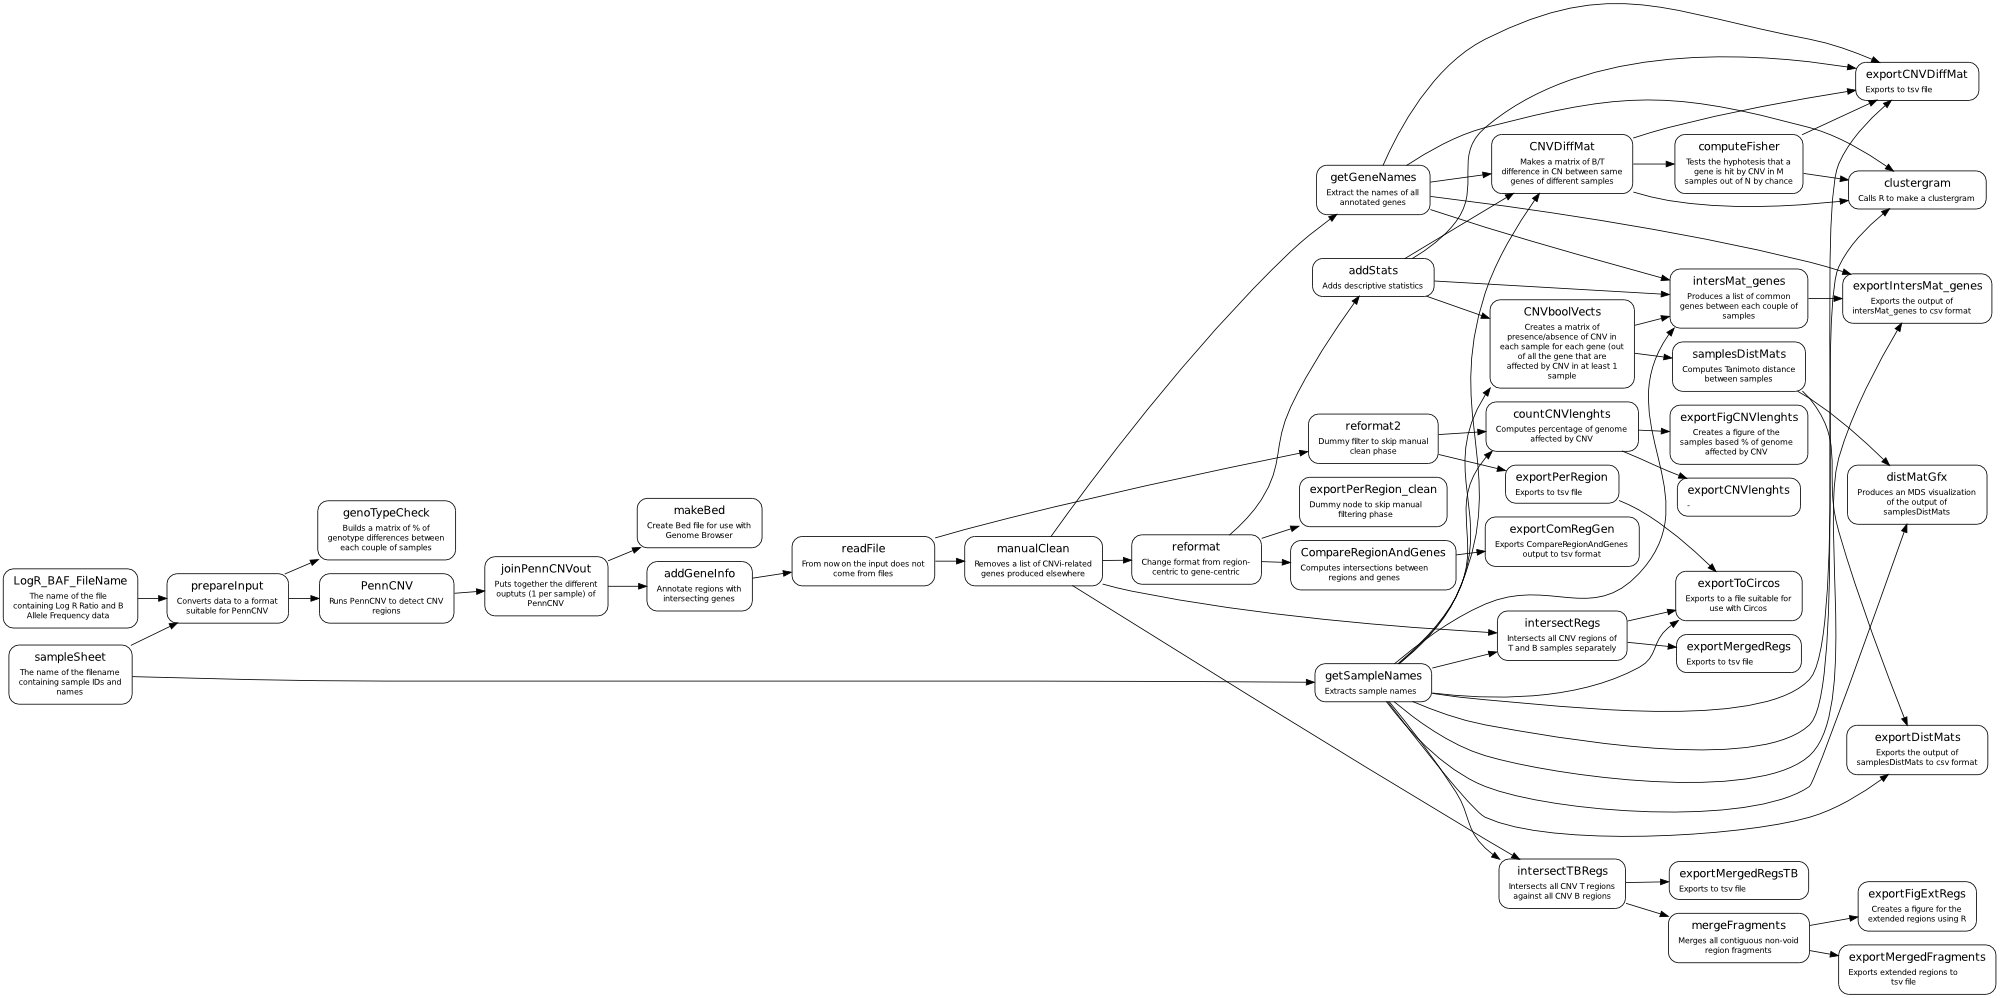 LogR_BAF_FileName
The name of the file
containing Log R Ratio and B
Allele Frequency data
sampleSheet
The name of the filename
containing sample IDs and
names
prepareInput
Converts data to a format
suitable for PennCNV
genoTypeCheck
Builds a matrix of % of
genotype differences between
each couple of samples
PennCNV
Runs PennCNV to detect CNV
regions
joinPennCNVout
Puts together the different
ouptuts (1 per sample) of
PennCNV
makeBed
Create Bed file for use with
Genome Browser
addGeneInfo
Annotate regions with
intersecting genes
readFile
From now on the input does not
come from files
manualClean
Removes a list of CNVi-related
genes produced elsewhere
reformat
Change format from region-
centric to gene-centric
getGeneNames
Extract the names of all
annotated genes
addStats
Adds descriptive statistics
reformat2
Dummy filter to skip manual
clean phase
exportPerRegion_clean
Dummy node to skip manual
filtering phase
CompareRegionAndGenes
Computes intersections between
regions and genes
getSampleNames
Extracts sample names
CNVDiffMat
Makes a matrix of B/T
difference in CN between same
genes of different samples
CNVboolVects
Creates a matrix of
presence/absence of CNV in
each sample for each gene (out
of all the gene that are
affected by CNV in at least 1
sample
countCNVlenghts
Computes percentage of genome
affected by CNV
exportPerRegion
Exports to tsv file
exportComRegGen
Exports CompareRegionAndGenes
output to tsv format
intersectRegs
Intersects all CNV regions of
T and B samples separately
intersectTBRegs
Intersects all CNV T regions
against all CNV B regions
computeFisher
Tests the hyphotesis that a
gene is hit by CNV in M
samples out of N by chance
intersMat_genes
Produces a list of common
genes between each couple of
samples
samplesDistMats
Computes Tanimoto distance
between samples
exportFigCNVlenghts
Creates a figure of the
samples based % of genome
affected by CNV
exportCNVlenghts
-
exportToCircos
Exports to a file suitable for
use with Circos
exportMergedRegs
Exports to tsv file
exportMergedRegsTB
Exports to tsv file
mergeFragments
Merges all contiguous non-void
region fragments
exportCNVDiffMat
Exports to tsv file
clustergram
Calls R to make a clustergram
exportIntersMat_genes
Exports the output of
intersMat_genes to csv format
distMatGfx
Produces an MDS visualization
of the output of
samplesDistMats
exportDistMats
Exports the output of
samplesDistMats to csv format
exportFigExtRegs
Creates a figure for the
extended regions using R
exportMergedFragments
Exports extended regions to
tsv file